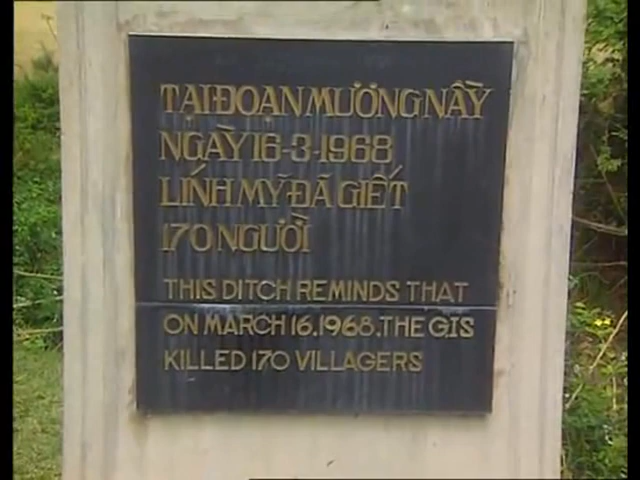 TẠI ĐOẠN MƯƠNG NẦY
NGÀY 16-3-1968
LÍNH MỸ ĐÃ GIẾT
170 NGƯỜI
THIS DITCH REMINDS THAT
ON MARCH 16.1968.THE G.IS
KILLED 170 VILLAGERS